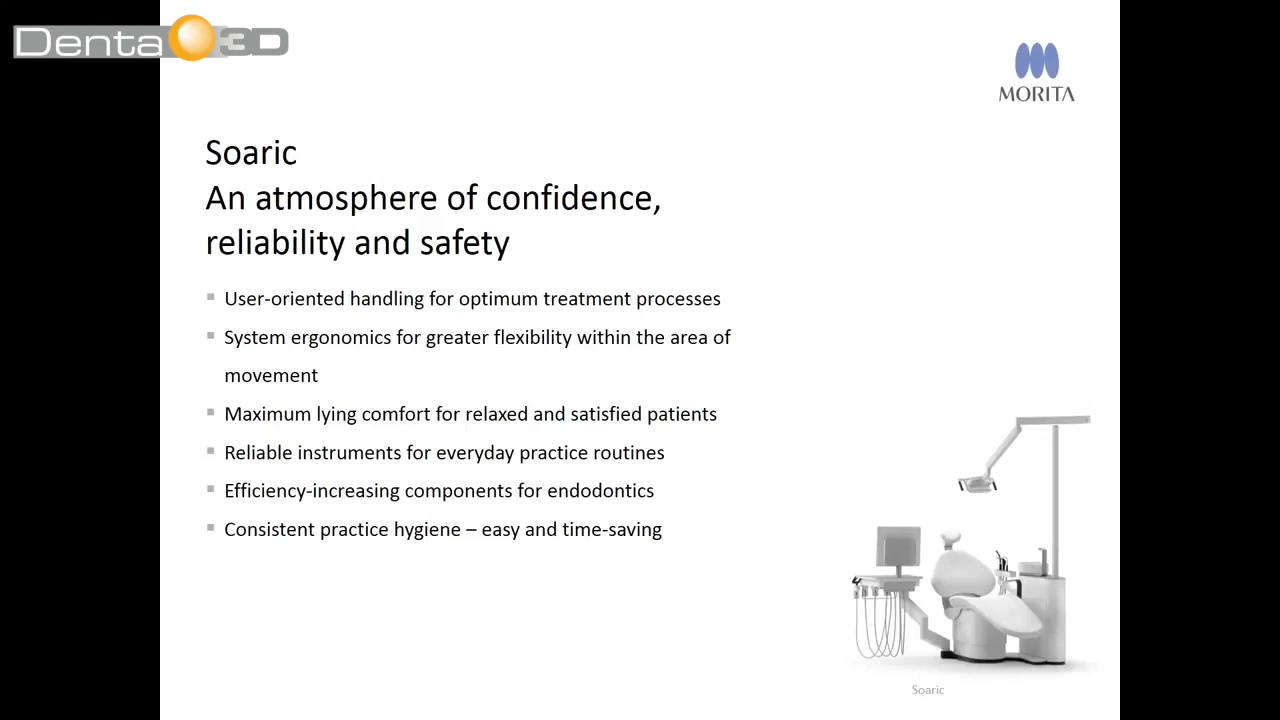 Denta 3D
MORITA
Soaric
An atmosphere of confidence,
reliability and safety
User-oriented handling for optimum treatment processes
System ergonomics for greater flexibility within the area of
movement
Maximum lying comfort for relaxed and satisfied patients
Reliable instruments for everyday practice routines
Efficiency-increasing components for endodontics
Consistent practice hygiene – easy and time-saving
Soaric